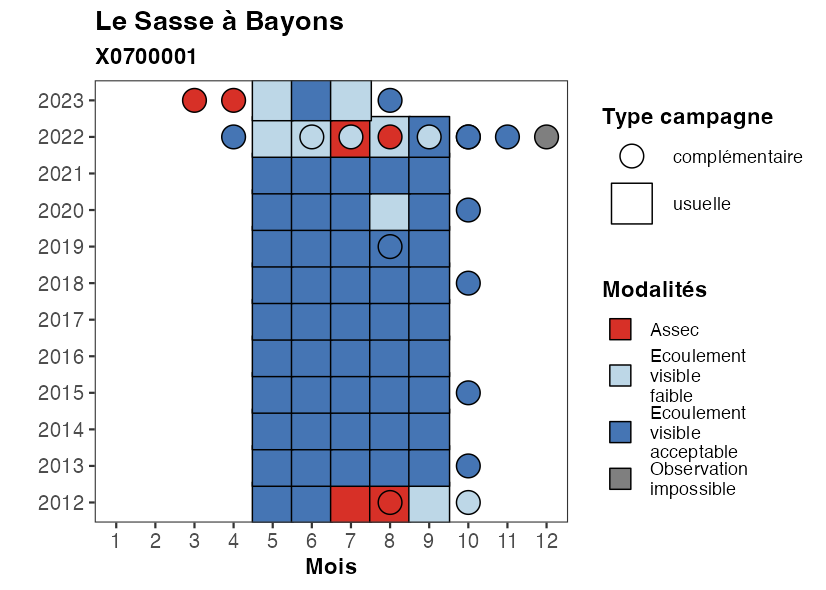 Le Sasse à Bayons
X0700001
2023
2022
2021
2020
2019
2018
2017
2016
2015
2014
2013
2012
1 2 3 4 5 6 7 8 9 10 11 12
Mois
Type campagne
complémentaire
usuelle
Modalités
Assec
Ecoulement
visible
faible
Ecoulement
visible
acceptable
Observation
impossible